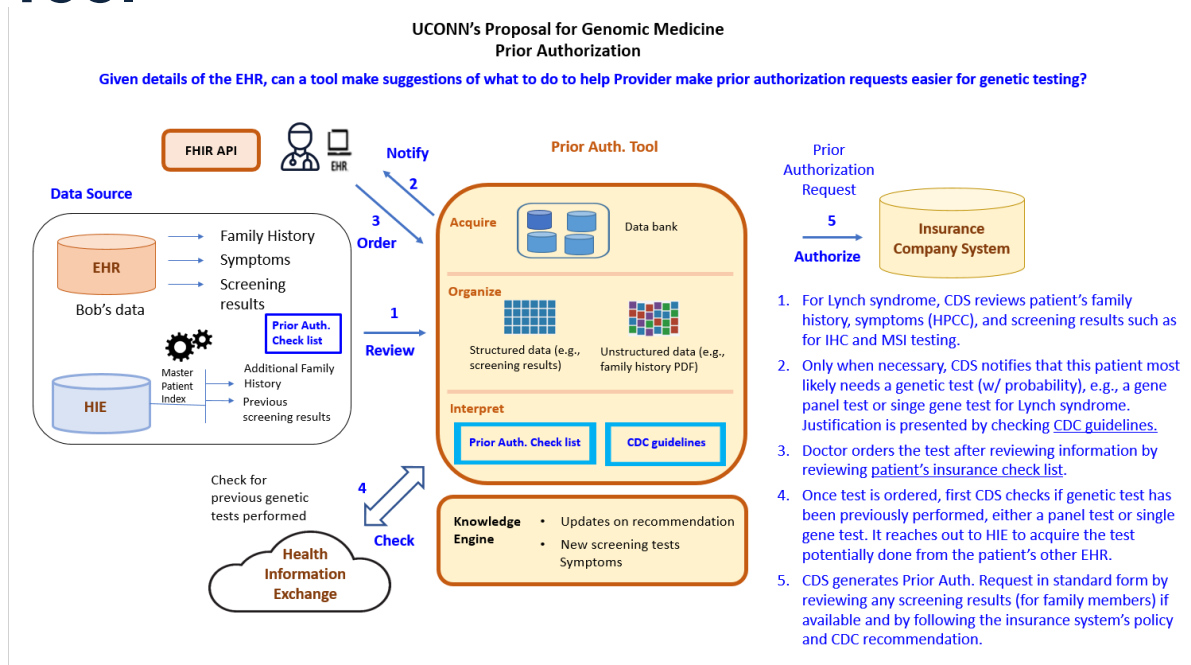 UCONN's Proposal for Genomic Medicine
Prior Authorization
Given details of the EHR, can a tool make suggestions of what to do to help Provider make prior authorization requests easier for genetic testing?
FHIR API
EHR
Notify
2
3
Order
Data Source
EHR
Bob's data
Family History
Symptoms
Screening
results
Prior Auth.
Check list
Master
Patient
Index
HIE
Additional Family
History
Previous
screening results
1
Review
Prior Auth. Tool
Acquire
Data bank
Organize
Structured data (e.g.,
screening results)
Unstructured data (e.g.,
family history PDF)
Interpret
Prior Auth. Check list
CDC guidelines
Knowledge
Engine
• Updates on recommendation
• New screening tests
Symptoms
Check for
previous genetic
tests performed
4
Check
Health
Information
Exchange
Prior
Authorization
Request
5
Authorize
Insurance
Company System
1. For Lynch syndrome, CDS reviews patient's family
history, symptoms (HPCC), and screening results such as
for IHC and MSI testing.
2. Only when necessary, CDS notifies that this patient most
likely needs a genetic test (w/ probability), e.g., a gene
panel test or singe gene test for Lynch syndrome.
Justification is presented by checking CDC guidelines.
3. Doctor orders the test after reviewing information by
reviewing patient's insurance check list.
4. Once test is ordered, first CDS checks if genetic test has
been previously performed, either a panel test or single
gene test. It reaches out to HIE to acquire the test
potentially done from the patient's other EHR.
5. CDS generates Prior Auth. Request in standard form by
reviewing any screening results (for family members) if
available and by following the insurance system's policy
and CDC recommendation.